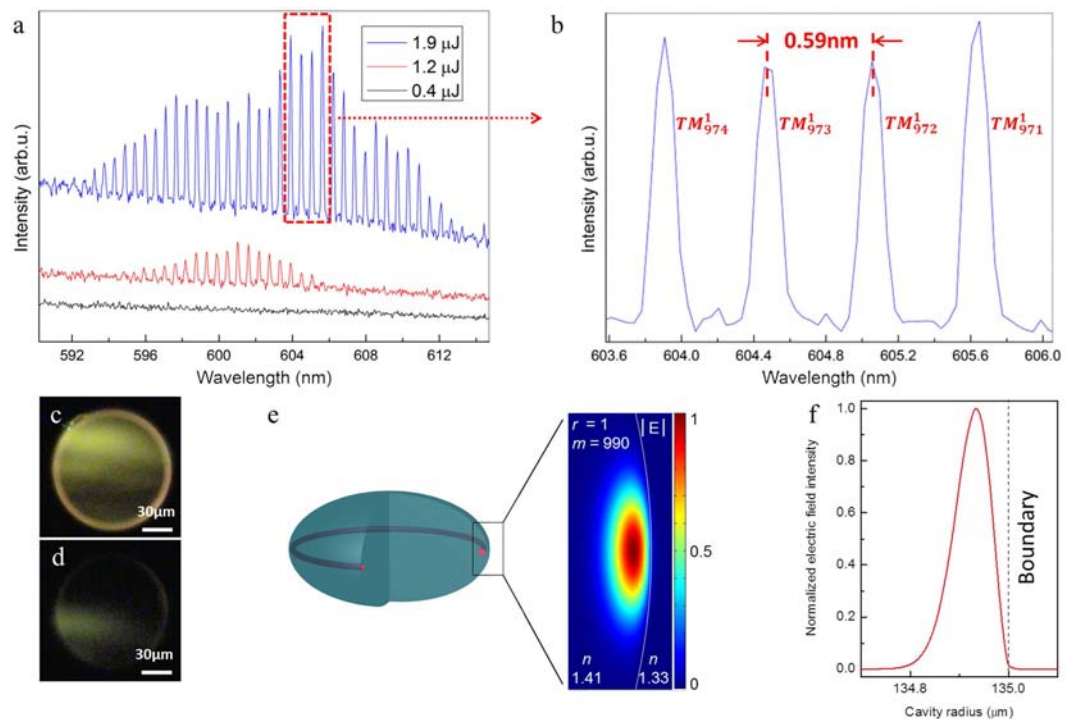 a
1.9 μJ
1.2 μJ
0.4 μJ
Intensity (arb.u.)
592 596 600 604 608 612
Wavelength (nm)
b
0.59nm
TM¹₉₇₄ TM¹₉₇₃ TM¹₉₇₂ TM¹₉₇₁
Intensity (arb.u.)
603.6 604.0 604.4 604.8 605.2 605.6 606.0
Wavelength (nm)
c
30μm
d
30μm
e
r = 1 |E|
m = 990
n n
1.41 1.33
1
0.5
0
f
Normalized electric field intensity
1.0
0.8
0.6
0.4
0.2
0.0
Boundary
134.8 135.0
Cavity radius (μm)